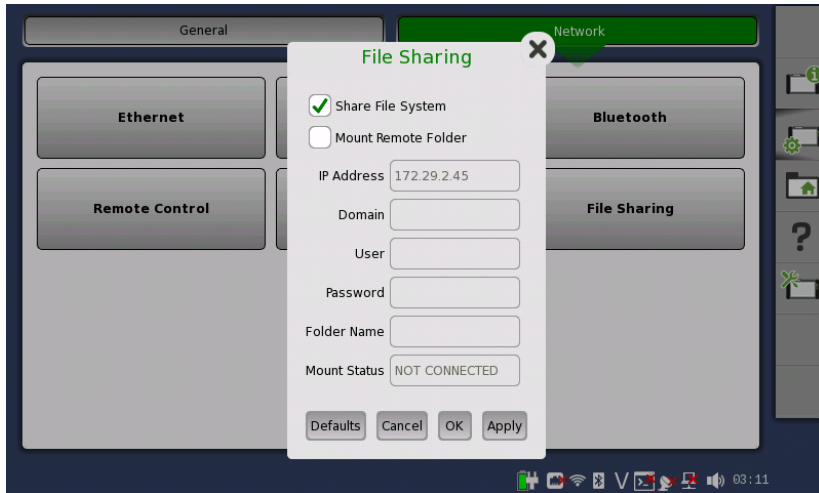 General
Network
File Sharing
Share File System
Mount Remote Folder
IP Address 172.29.2.45
Domain
User
Password
Folder Name
Mount Status NOT CONNECTED
Defaults Cancel OK Apply
Ethernet
Bluetooth
Remote Control
File Sharing
?
V
03:11